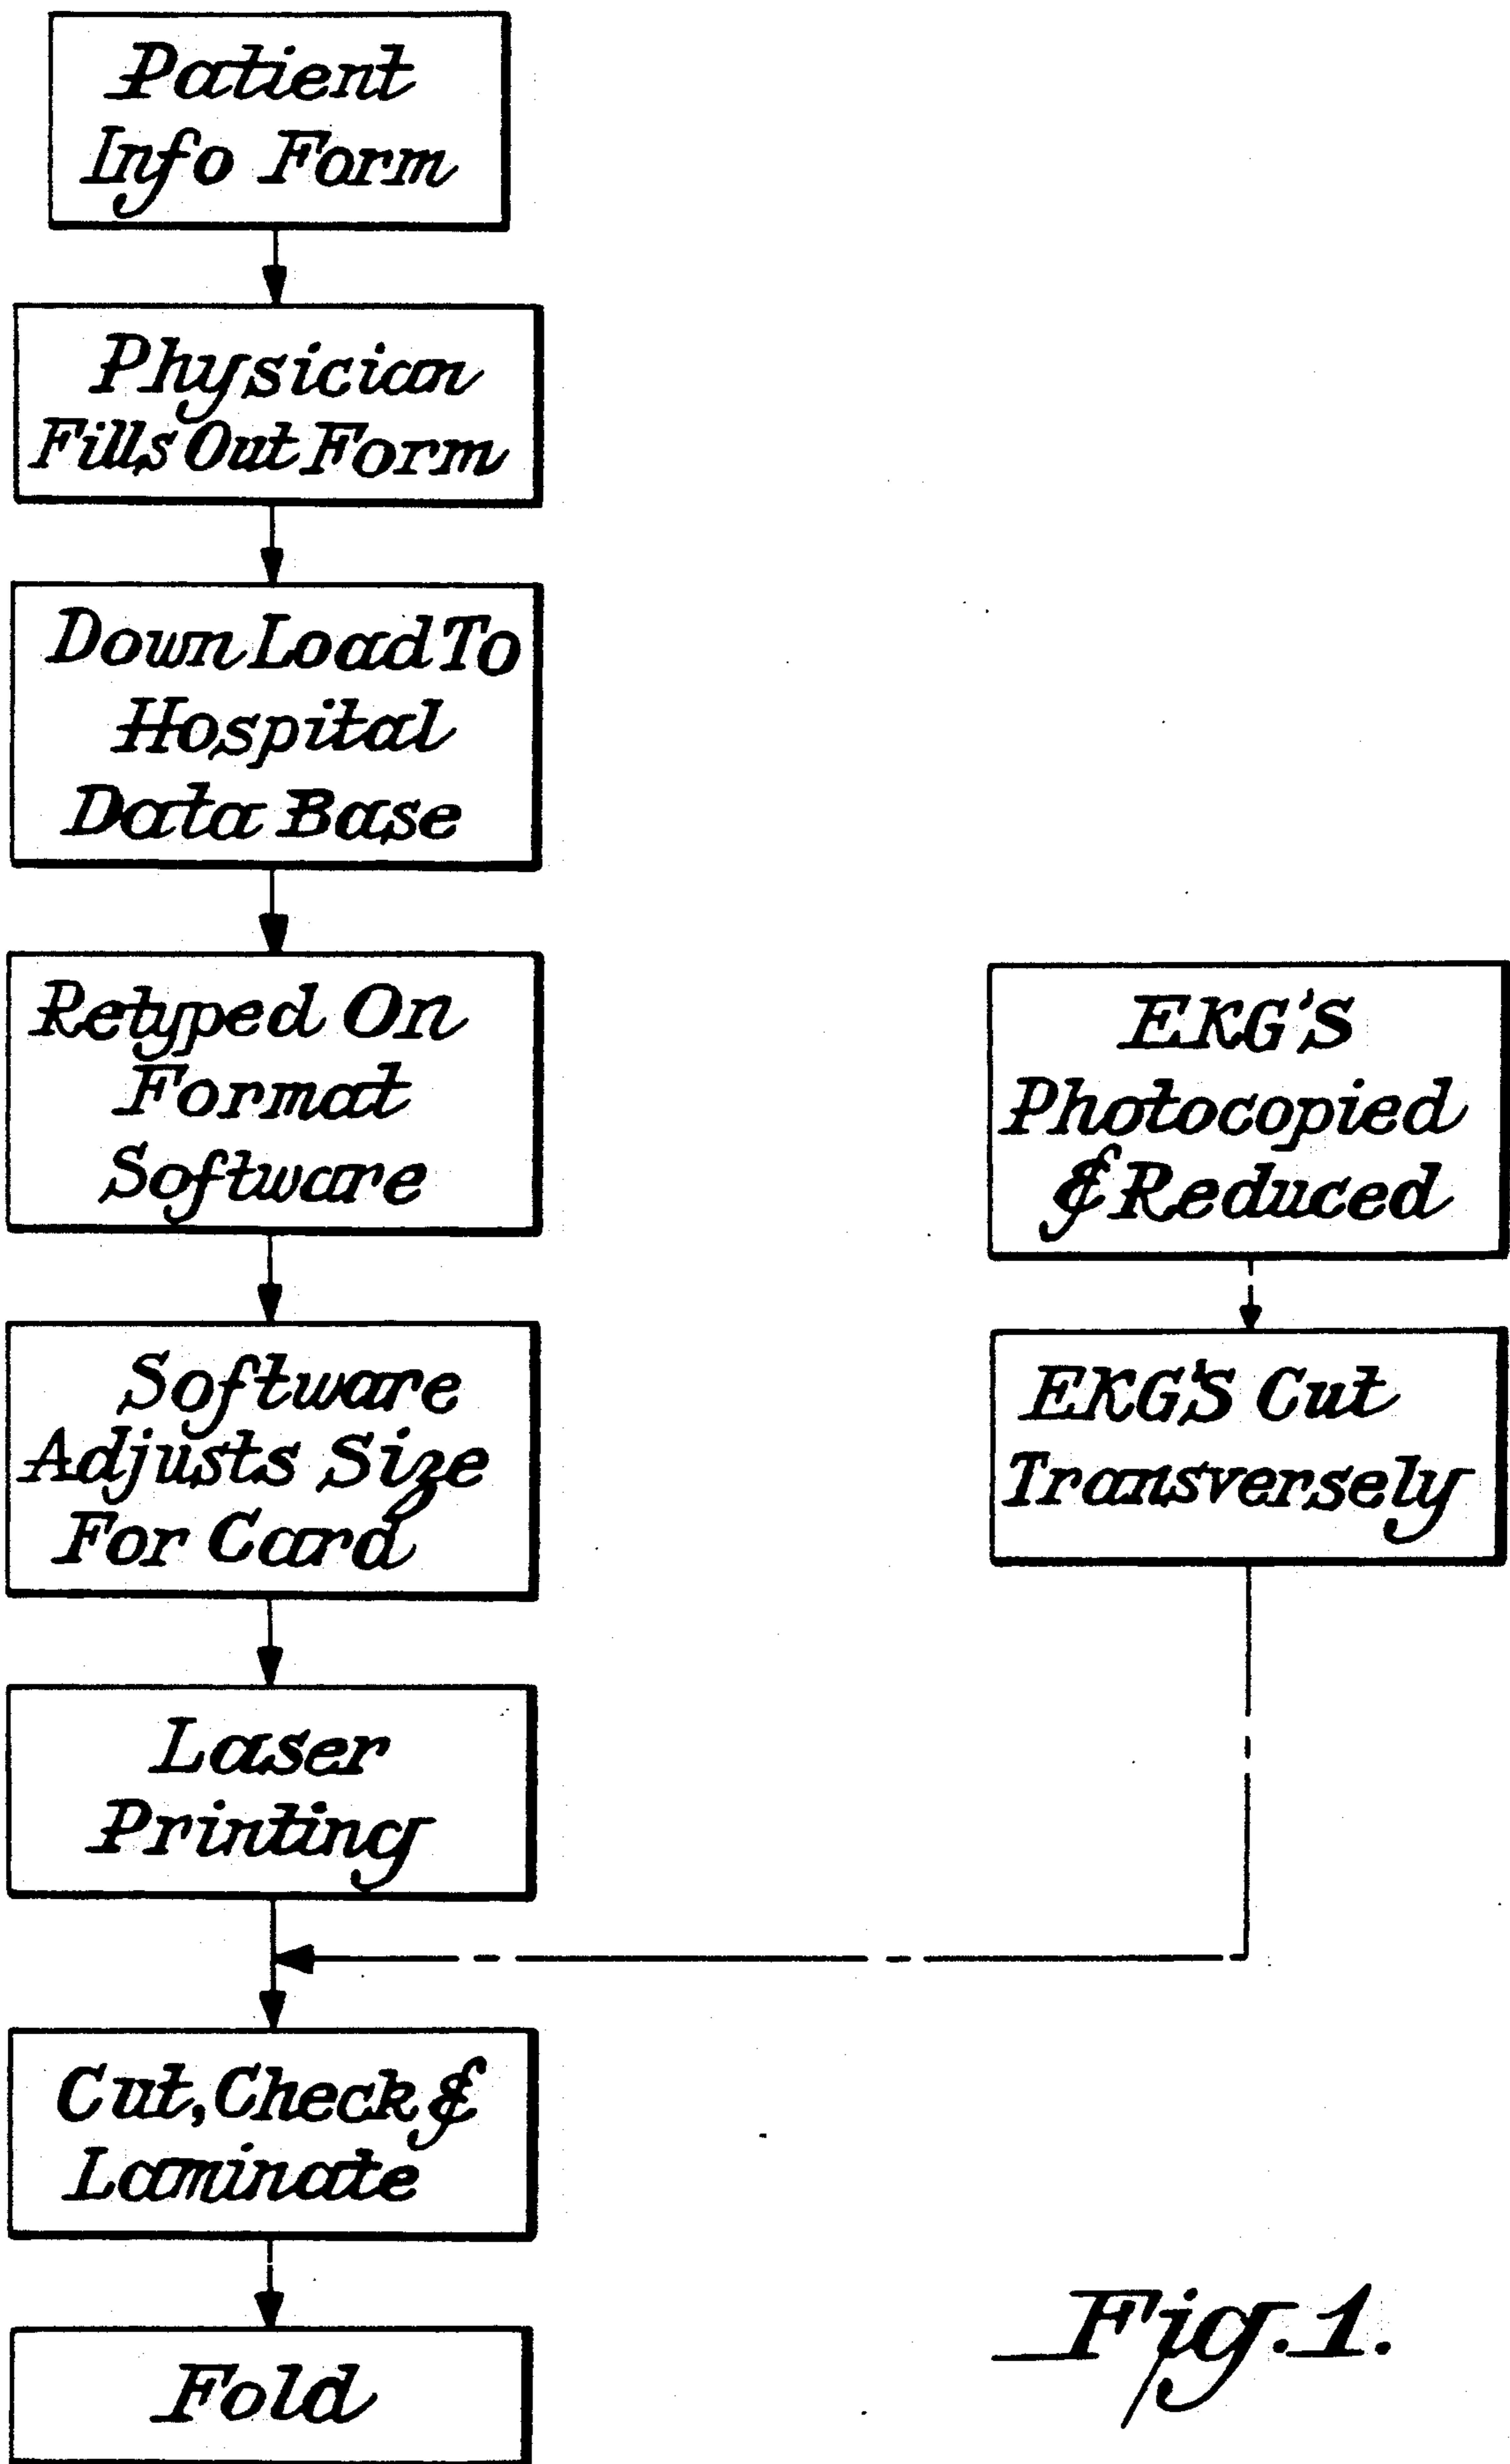 Patient
Info Form
Physician
Fills Out Form
Down Load To
Hospital
Data Base
Retyped On
Format
Software
Software
Adjusts Size
For Card
Laser
Printing
EKG'S
Photocopied
& Reduced
EKG'S Cut
Transversely
Cut, Check &
Laminate
Fold
Fig. 1.